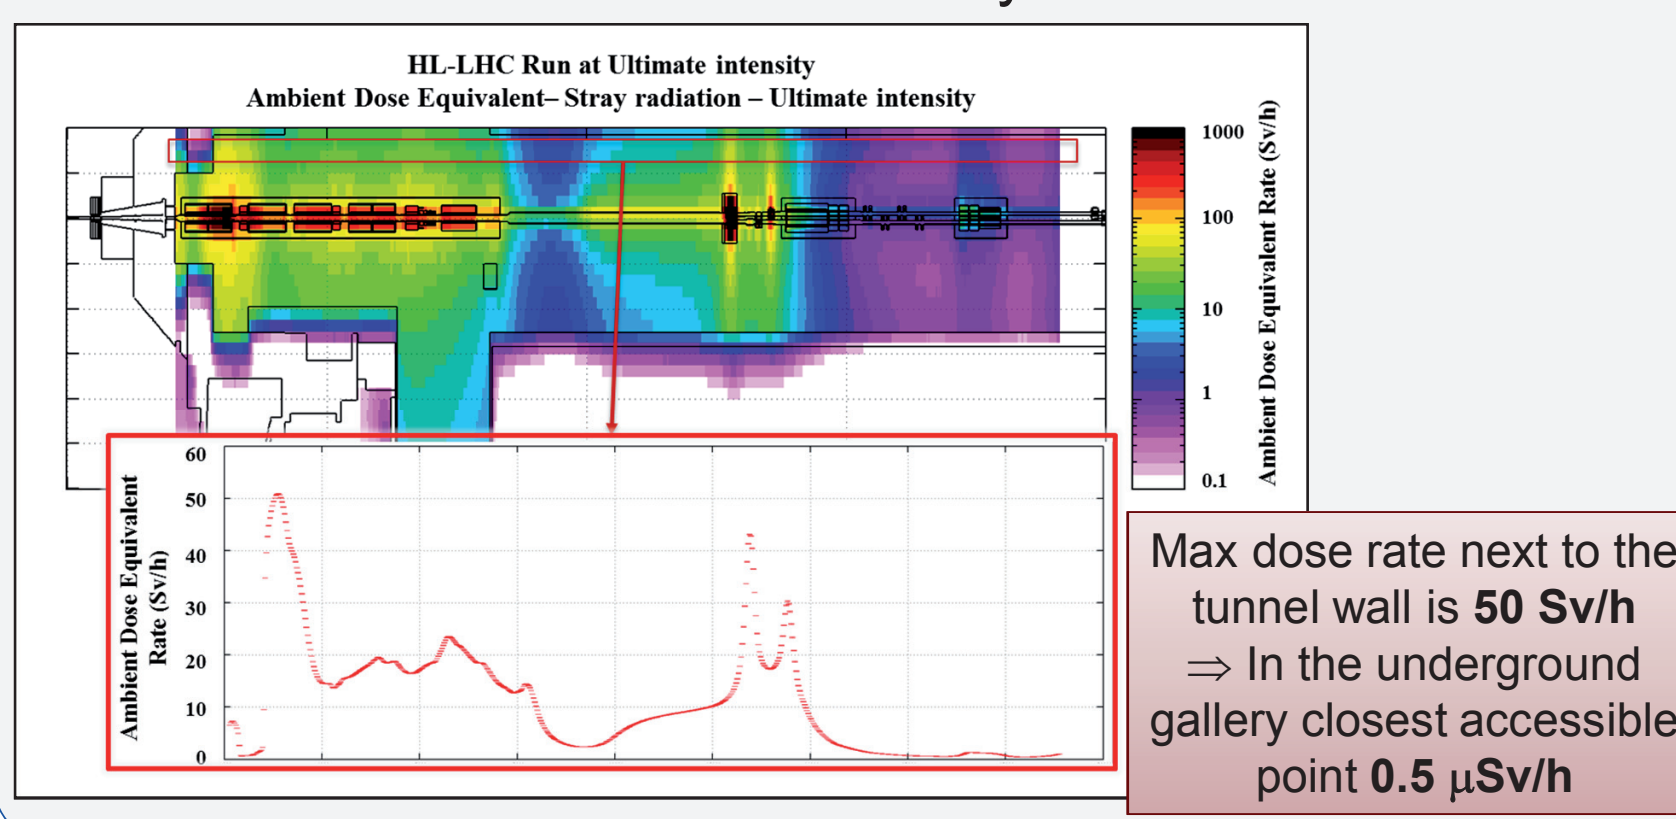 HL-LHC Run at Ultimate intensity
Ambient Dose Equivalent– Stray radiation – Ultimate intensity
1000
100
10
1
0.1
Ambient Dose Equivalent Rate (Sv/h)
60
50
40
30
20
10
0
Ambient Dose Equivalent
Rate (Sv/h)
Max dose rate next to the
tunnel wall is 50 Sv/h
⇒ In the underground
gallery closest accessible
point 0.5 μSv/h